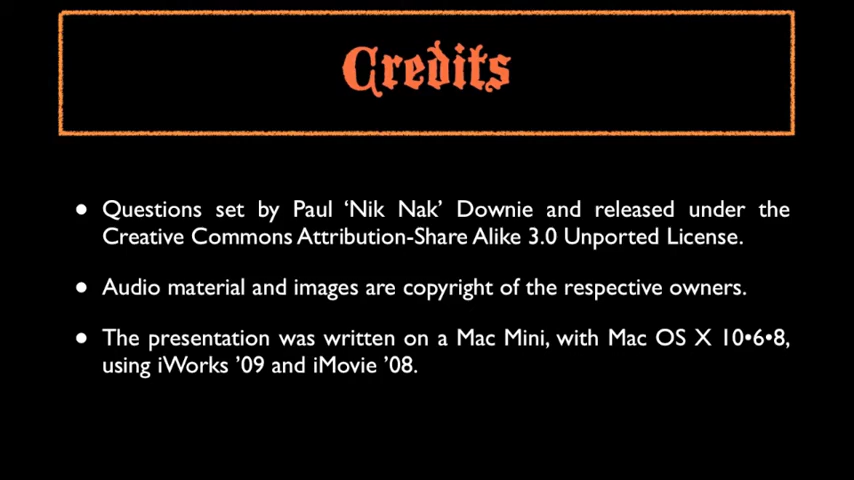 Credits
● Questions set by Paul ‘Nik Nak’ Downie and released under the
Creative Commons Attribution-Share Alike 3.0 Unported License.
● Audio material and images are copyright of the respective owners.
● The presentation was written on a Mac Mini, with Mac OS X 10•6•8,
using iWorks ’09 and iMovie ’08.